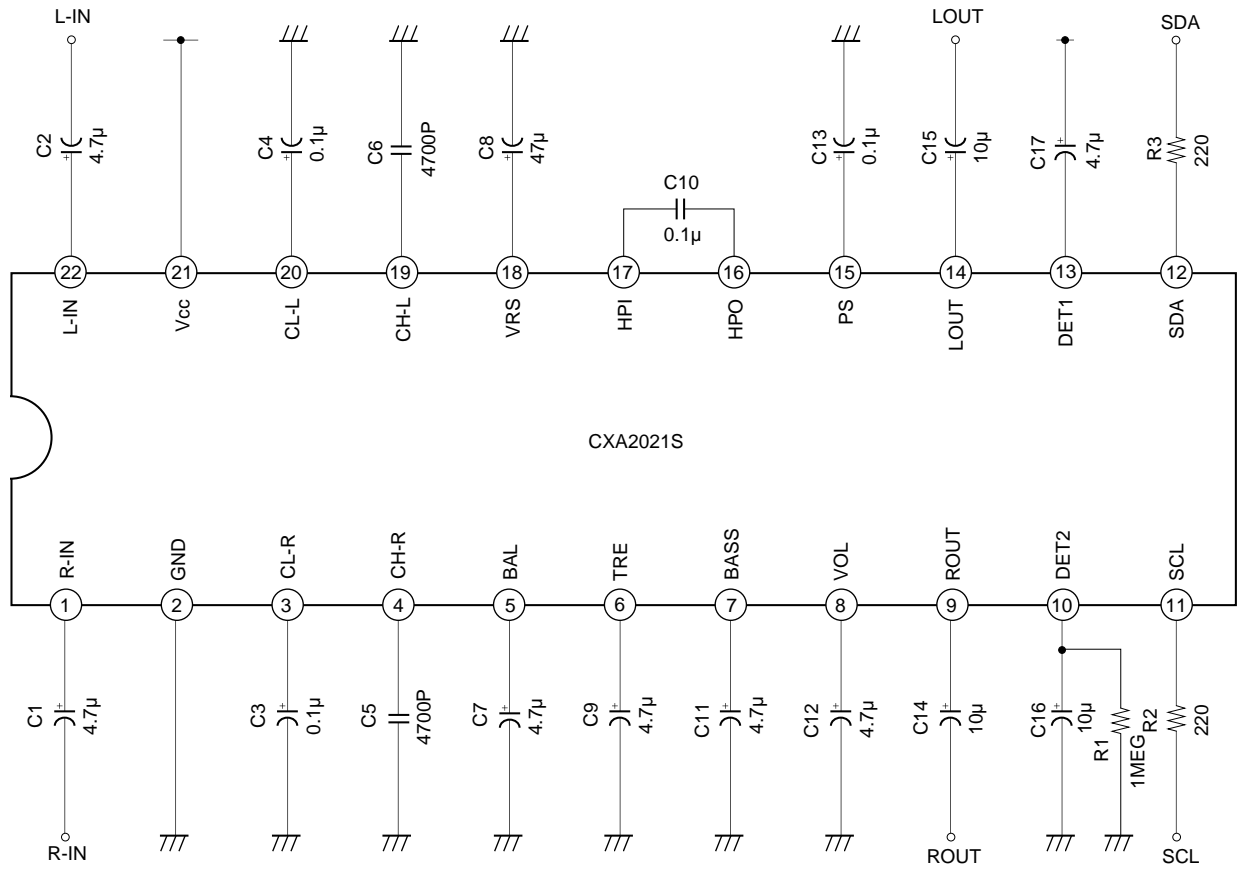 L-IN
LOUT
SDA
C2
4.7µ
+
C4
0.1µ
+
C6
4700P
C8
47µ
+
C13
0.1µ
+
C15
10µ
+
C17
4.7µ
+
R3
220
C10
0.1µ
22
21
20
19
18
17
16
15
14
13
12
L-IN
Vcc
CL-L
CH-L
VRS
HPI
HPO
PS
LOUT
DET1
SDA
CXA2021S
R-IN
GND
CL-R
CH-R
BAL
TRE
BASS
VOL
ROUT
DET2
SCL
1
2
3
4
5
6
7
8
9
10
11
C1
4.7µ
+
C3
0.1µ
+
C5
4700P
C7
4.7µ
+
C9
4.7µ
+
C11
4.7µ
+
C12
4.7µ
+
C14
10µ
+
C16
10µ
+
R1
1MEG
R2
220
R-IN
ROUT
SCL